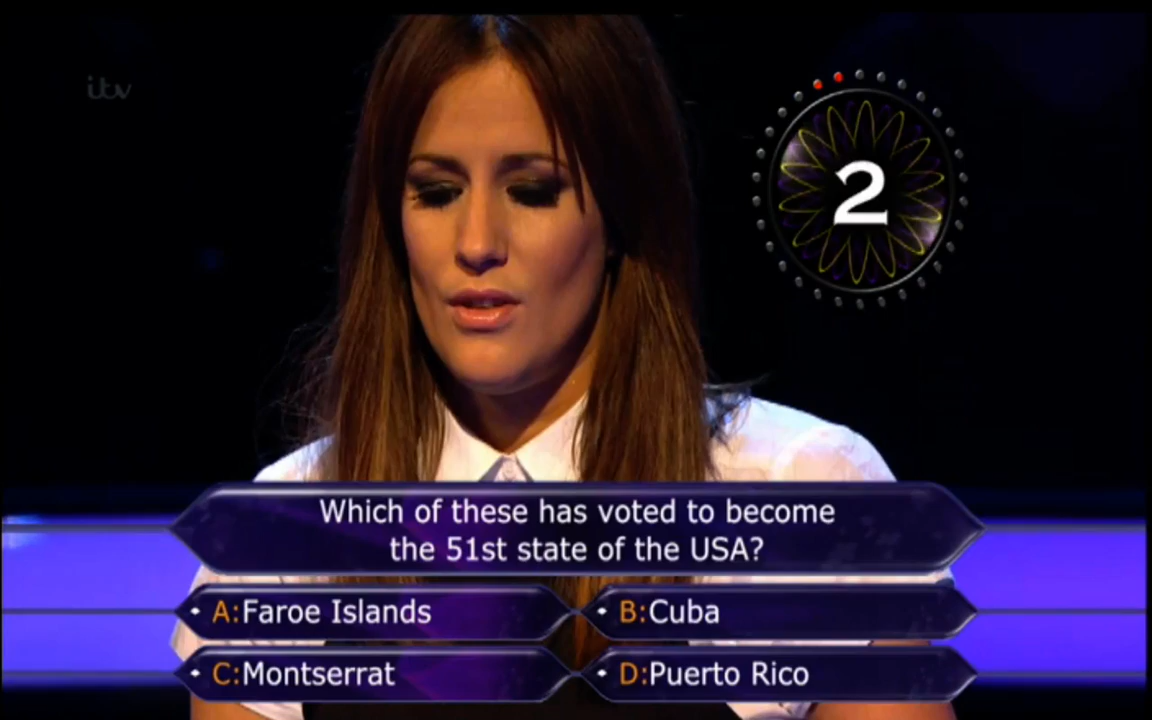 itv
2
Which of these has voted to become
the 51st state of the USA?
A:Faroe Islands
B:Cuba
C:Montserrat
D:Puerto Rico